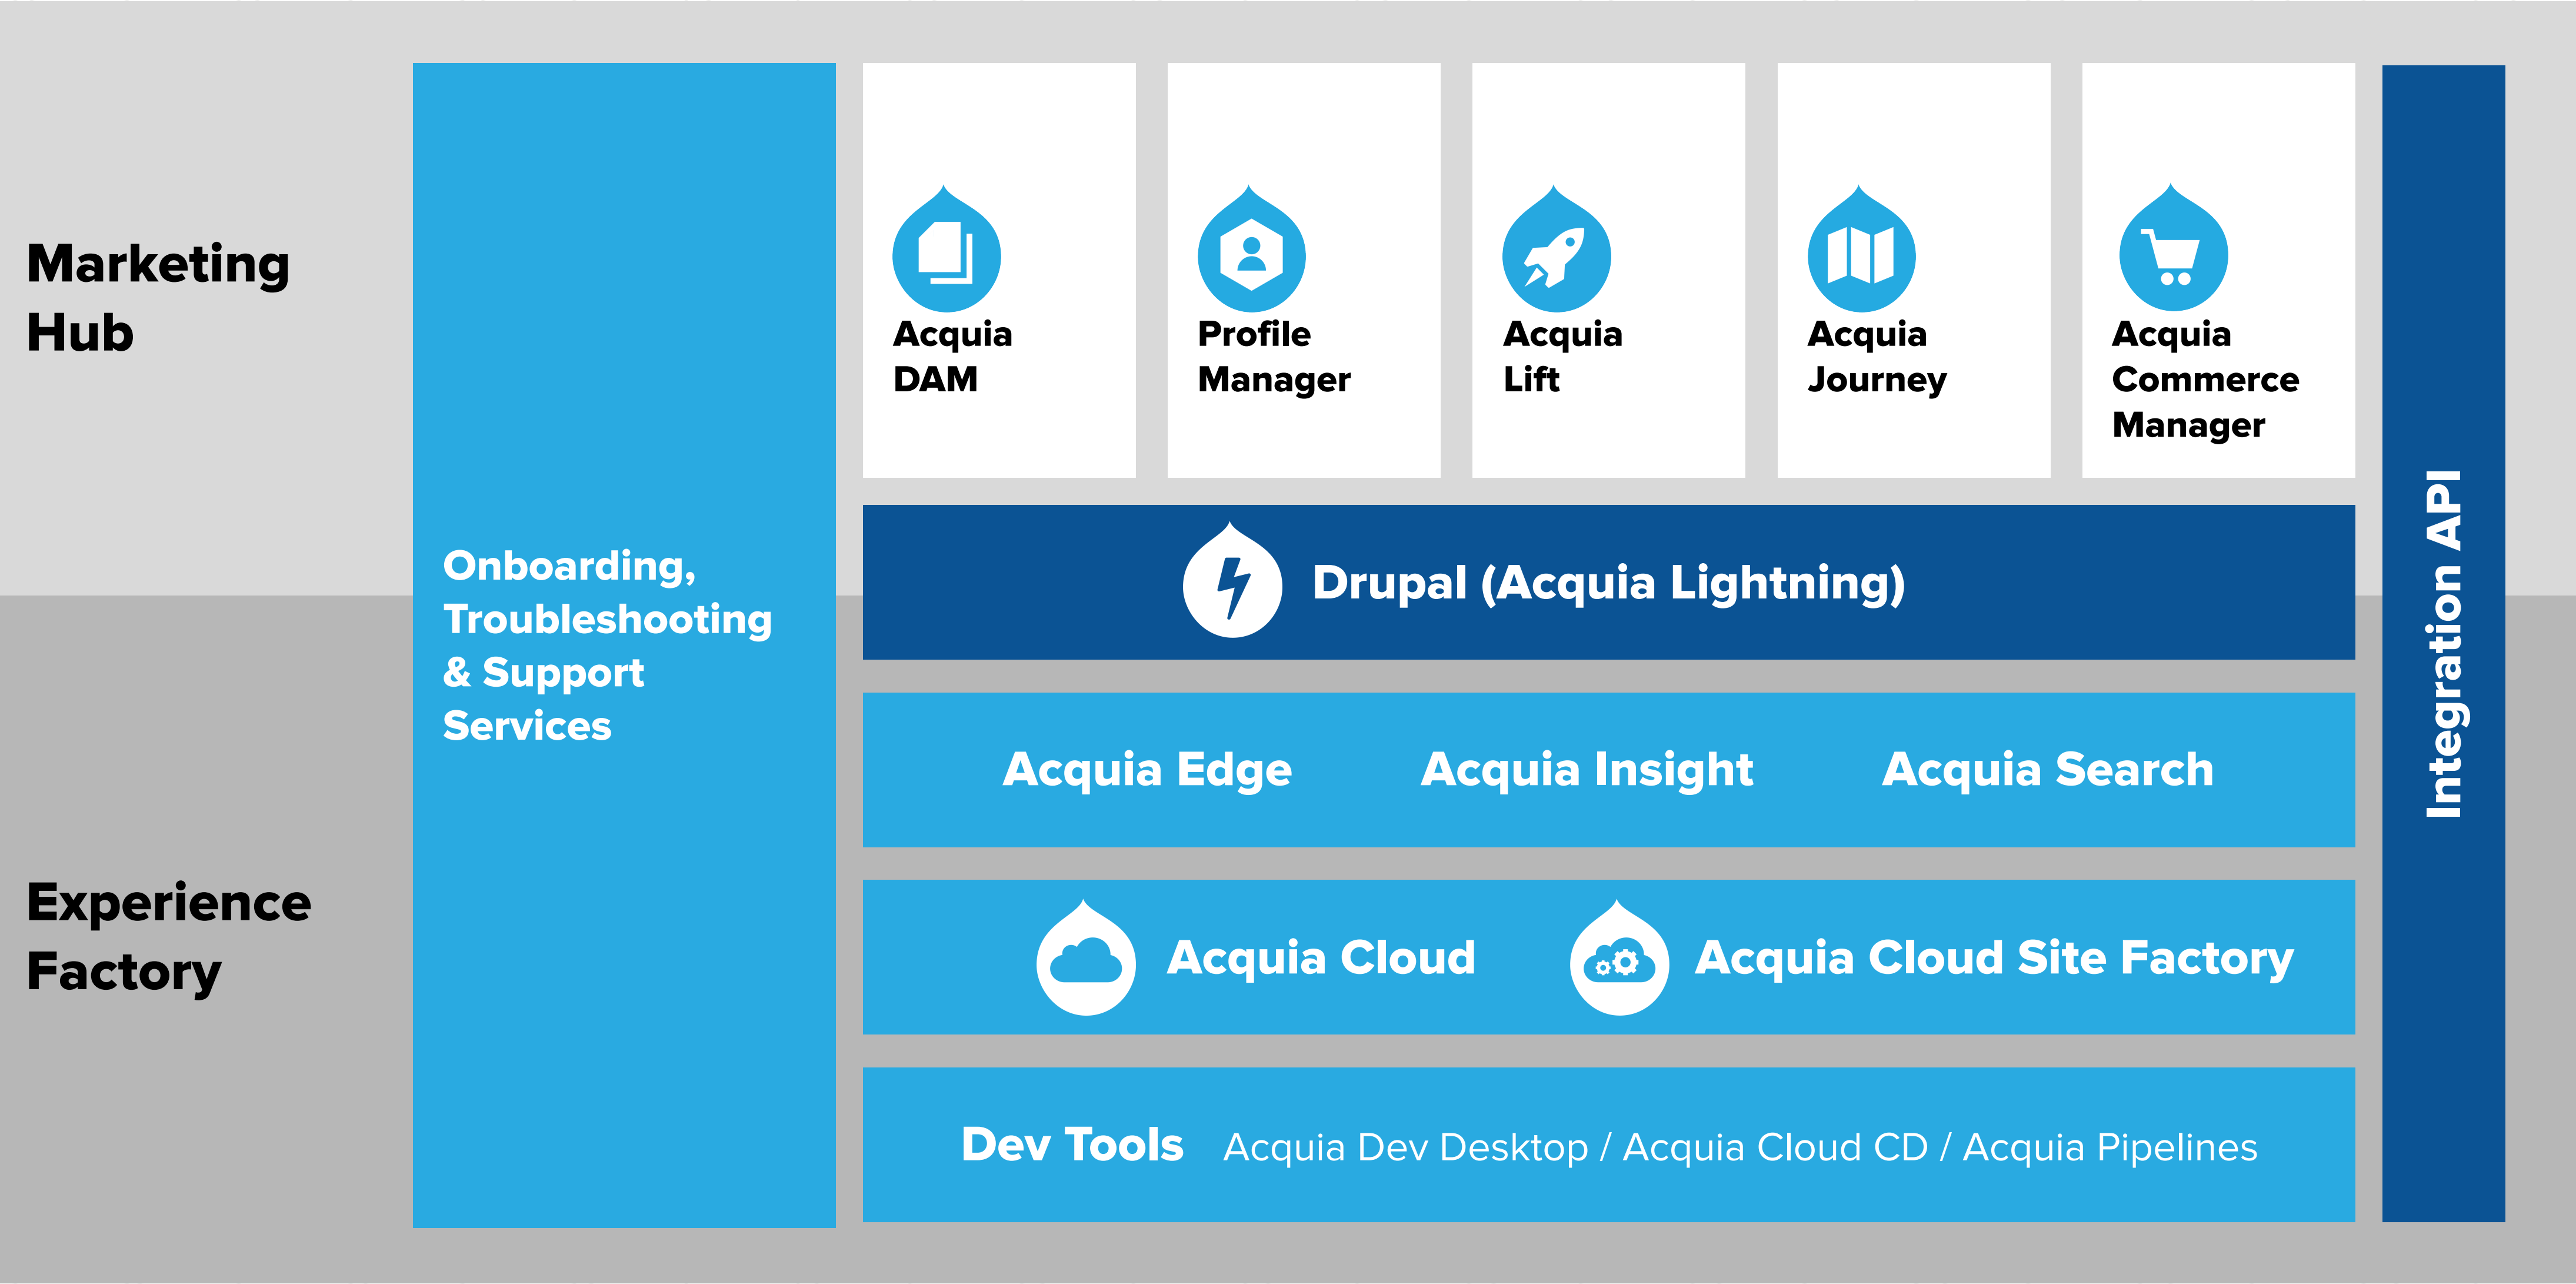 Marketing
Hub
Experience
Factory
Onboarding,
Troubleshooting
& Support
Services
Acquia
DAM
Profile
Manager
Acquia
Lift
Acquia
Journey
Acquia
Commerce
Manager
Drupal (Acquia Lightning)
Acquia Edge
Acquia Insight
Acquia Search
Acquia Cloud
Acquia Cloud Site Factory
Dev Tools Acquia Dev Desktop / Acquia Cloud CD / Acquia Pipelines
Integration API